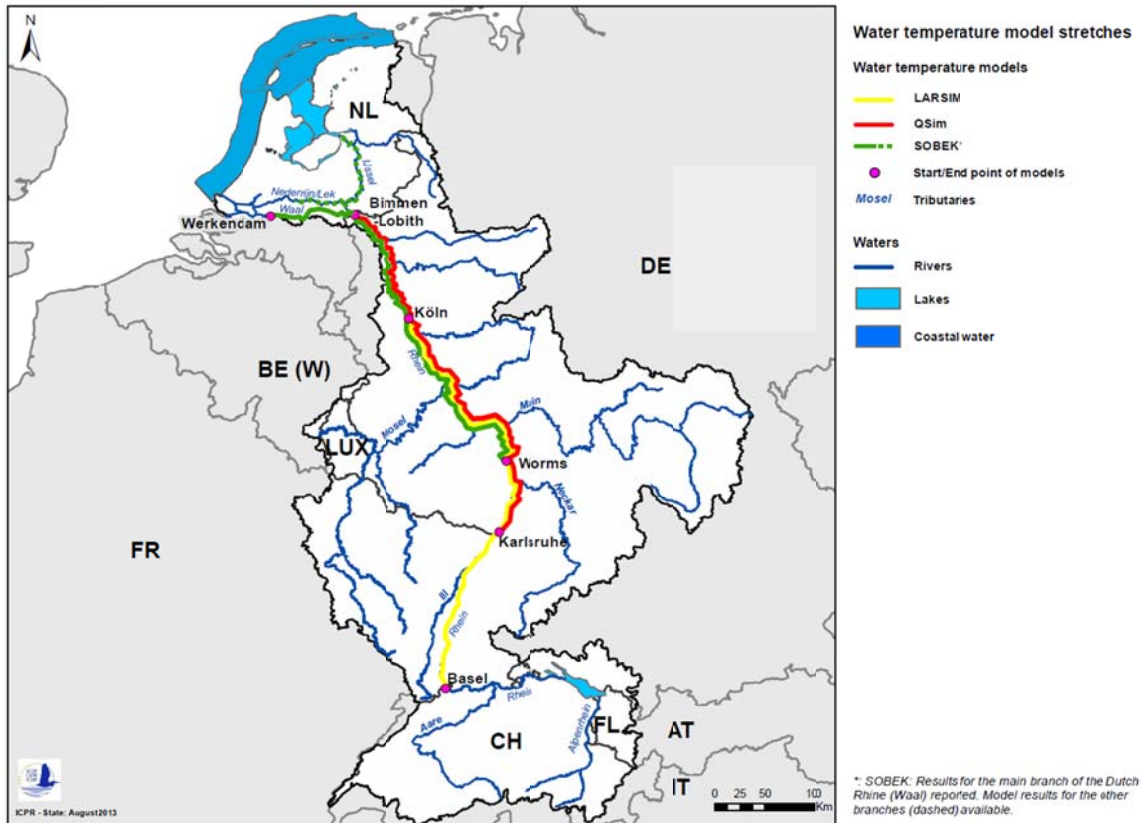 N
NL
IJssel
Nederrijn/Lek
Waal
Bimmen
-Lobith
Werkendam
DE
Köln
Rhein
BE (W)
Main
Mosel
LUX
Worms
Neckar
Karlsruhe
FR
Ill
Rhein
Basel
Rhein
Aare
Alpenrhein
FL
CH
AT
IT
0 25 50 75 100
Km
ICPR - State: August2013
Water temperature model stretches
Water temperature models
LARSIM
QSim
SOBEK*
Start/End point of models
Mosel Tributaries
Waters
Rivers
Lakes
Coastal water
*: SOBEK: Results for the main branch of the Dutch
Rhine (Waal) reported. Model results for the other
branches (dashed) available.